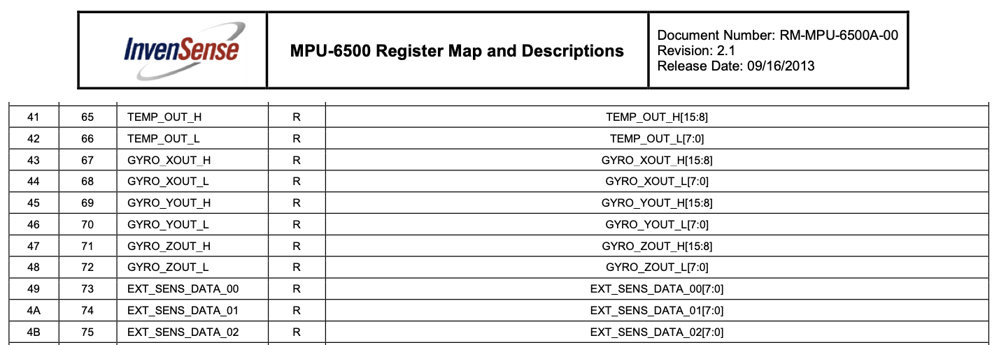 InvenSense
MPU-6500 Register Map and Descriptions
Document Number: RM-MPU-6500A-00
Revision: 2.1
Release Date: 09/16/2013
41 65 TEMP_OUT_H R TEMP_OUT_H[15:8]
42 66 TEMP_OUT_L R TEMP_OUT_L[7:0]
43 67 GYRO_XOUT_H R GYRO_XOUT_H[15:8]
44 68 GYRO_XOUT_L R GYRO_XOUT_L[7:0]
45 69 GYRO_YOUT_H R GYRO_YOUT_H[15:8]
46 70 GYRO_YOUT_L R GYRO_YOUT_L[7:0]
47 71 GYRO_ZOUT_H R GYRO_ZOUT_H[15:8]
48 72 GYRO_ZOUT_L R GYRO_ZOUT_L[7:0]
49 73 EXT_SENS_DATA_00 R EXT_SENS_DATA_00[7:0]
4A 74 EXT_SENS_DATA_01 R EXT_SENS_DATA_01[7:0]
4B 75 EXT_SENS_DATA_02 R EXT_SENS_DATA_02[7:0]